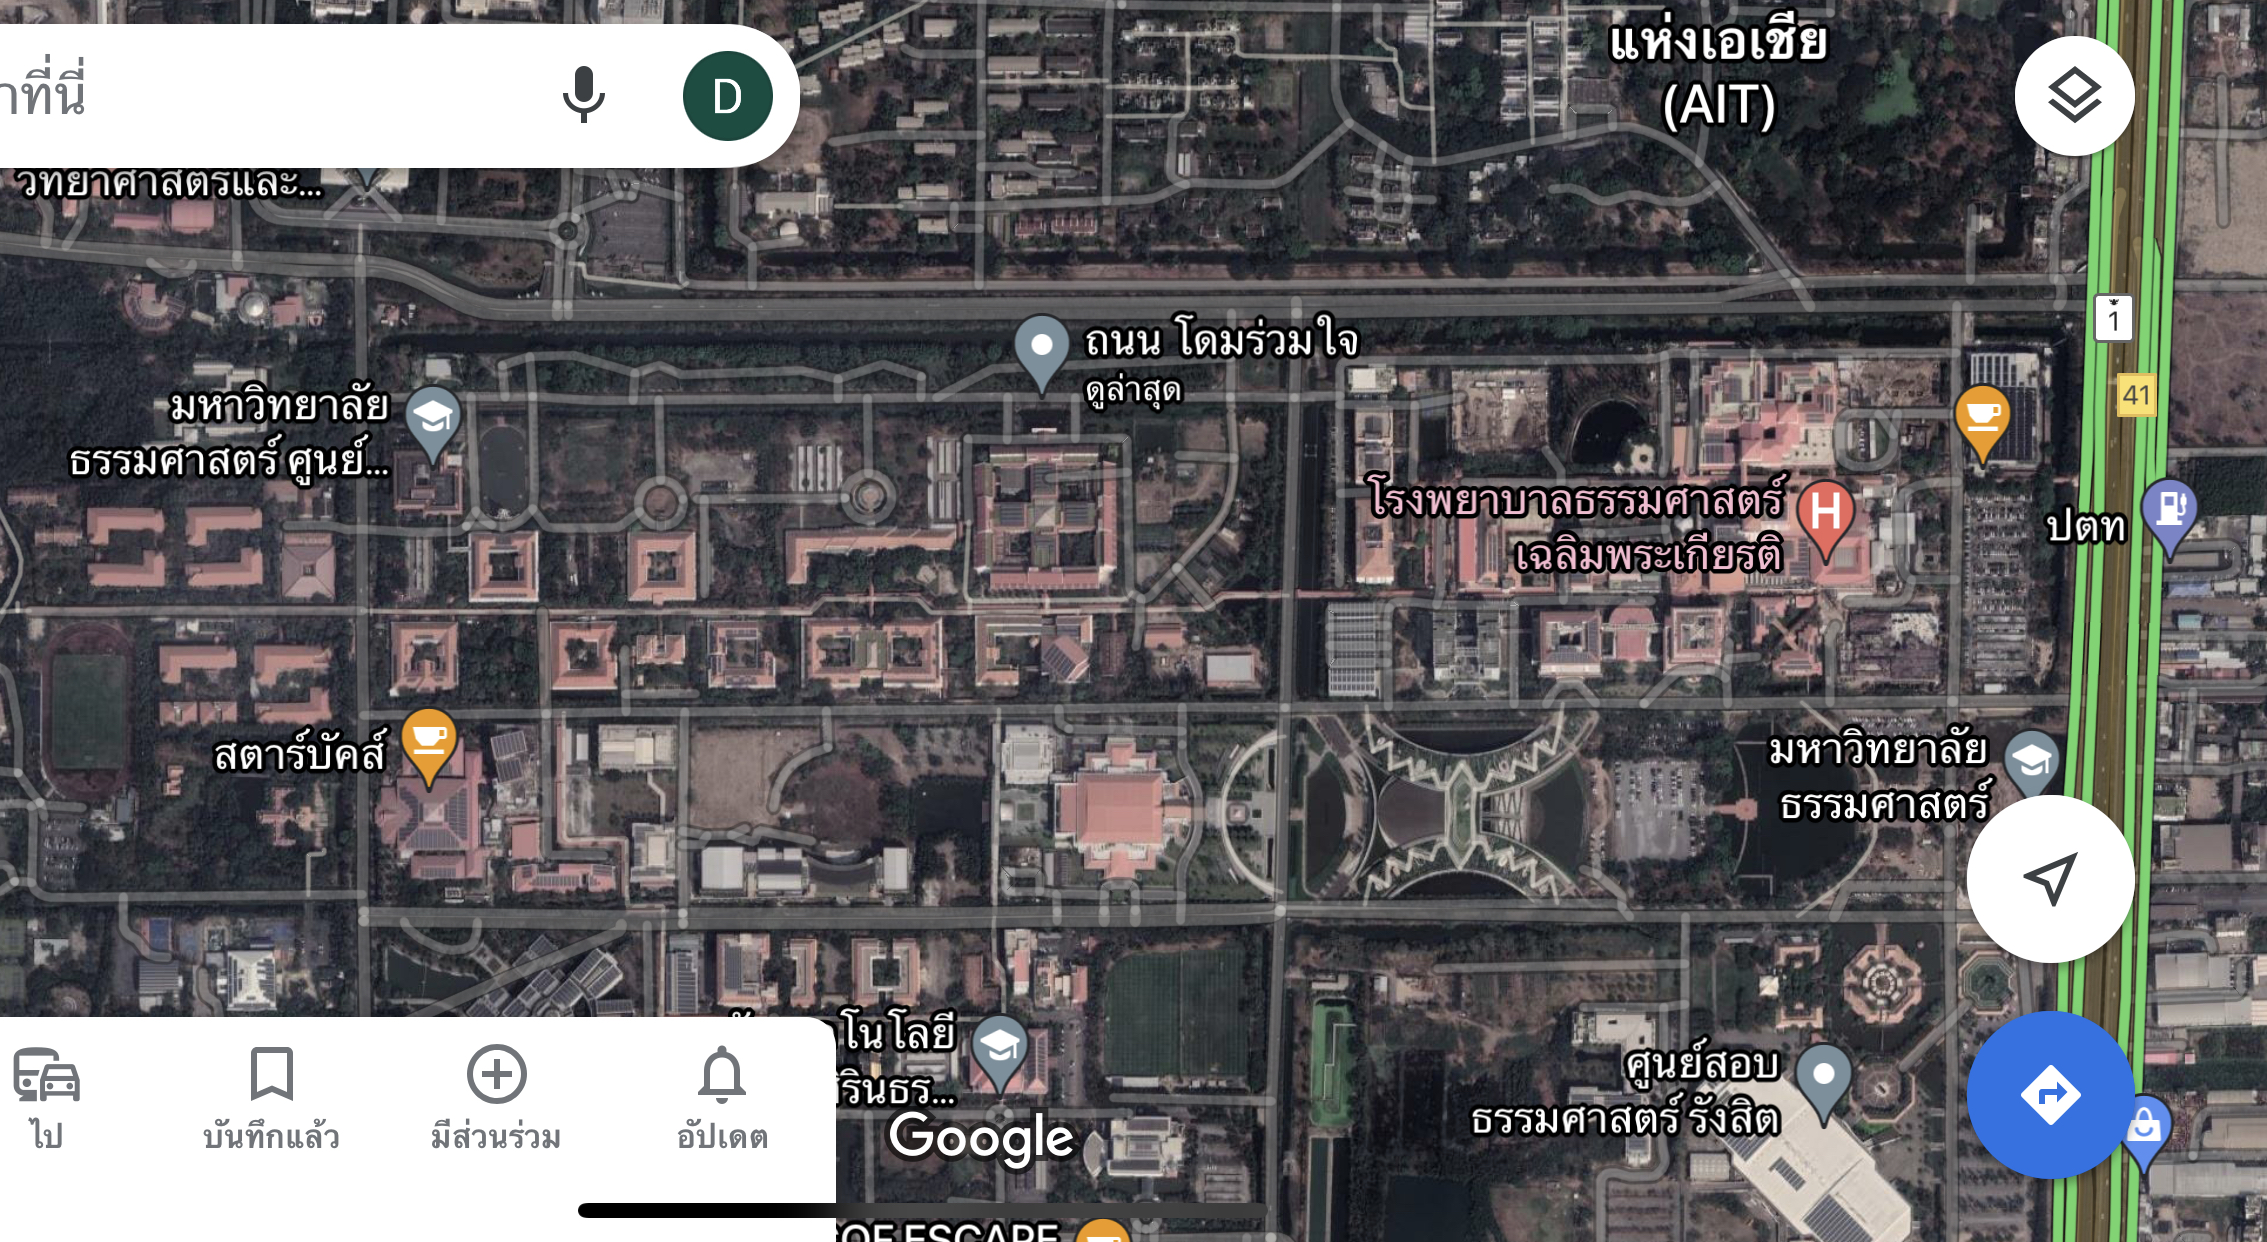 แห่งเอเชีย
(AIT)
าที่นี่
D
วิทยาศาสตร์และ...
1
ถนน โดมร่วมใจ
ดูล่าสุด
41
มหาวิทยาลัย
ธรรมศาสตร์ ศูนย์...
โรงพยาบาลธรรมศาสตร์
เฉลิมพระเกียรติ
H
ปตท
สตาร์บัคส์
มหาวิทยาลัย
ธรรมศาสตร์
โนโลยี
ศูนย์สอบ
ธรรมศาสตร์ รังสิต
ไป
บันทึกแล้ว
มีส่วนร่วม
อัปเดต
Google
OF ESCAPE